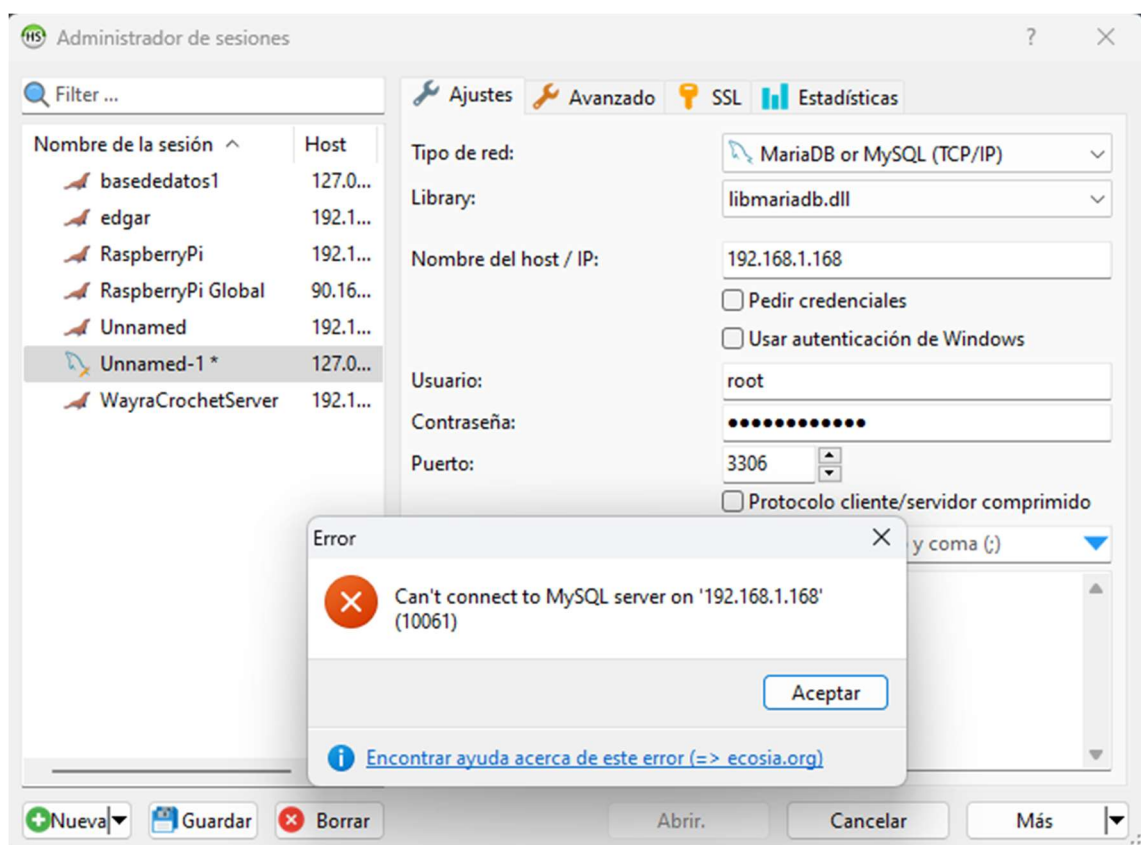 HS Administrador de sesiones
Filter ...
Nombre de la sesión Host
basededatos1 127.0...
edgar 192.1...
RaspberryPi 192.1...
RaspberryPi Global 90.16...
Unnamed 192.1...
Unnamed-1 * 127.0...
WayraCrochetServer 192.1...
Ajustes Avanzado SSL Estadísticas
Tipo de red: MariaDB or MySQL (TCP/IP)
Library: libmariadb.dll
Nombre del host / IP: 192.168.1.168
Pedir credenciales
Usar autenticación de Windows
Usuario: root
Contraseña: ●●●●●●●●●●●●
Puerto: 3306
Protocolo cliente/servidor comprimido
y coma (;)
Error
Can't connect to MySQL server on '192.168.1.168'
(10061)
Aceptar
Encontrar ayuda acerca de este error (=> ecosia.org)
Nueva Guardar Borrar Abrir. Cancelar Más